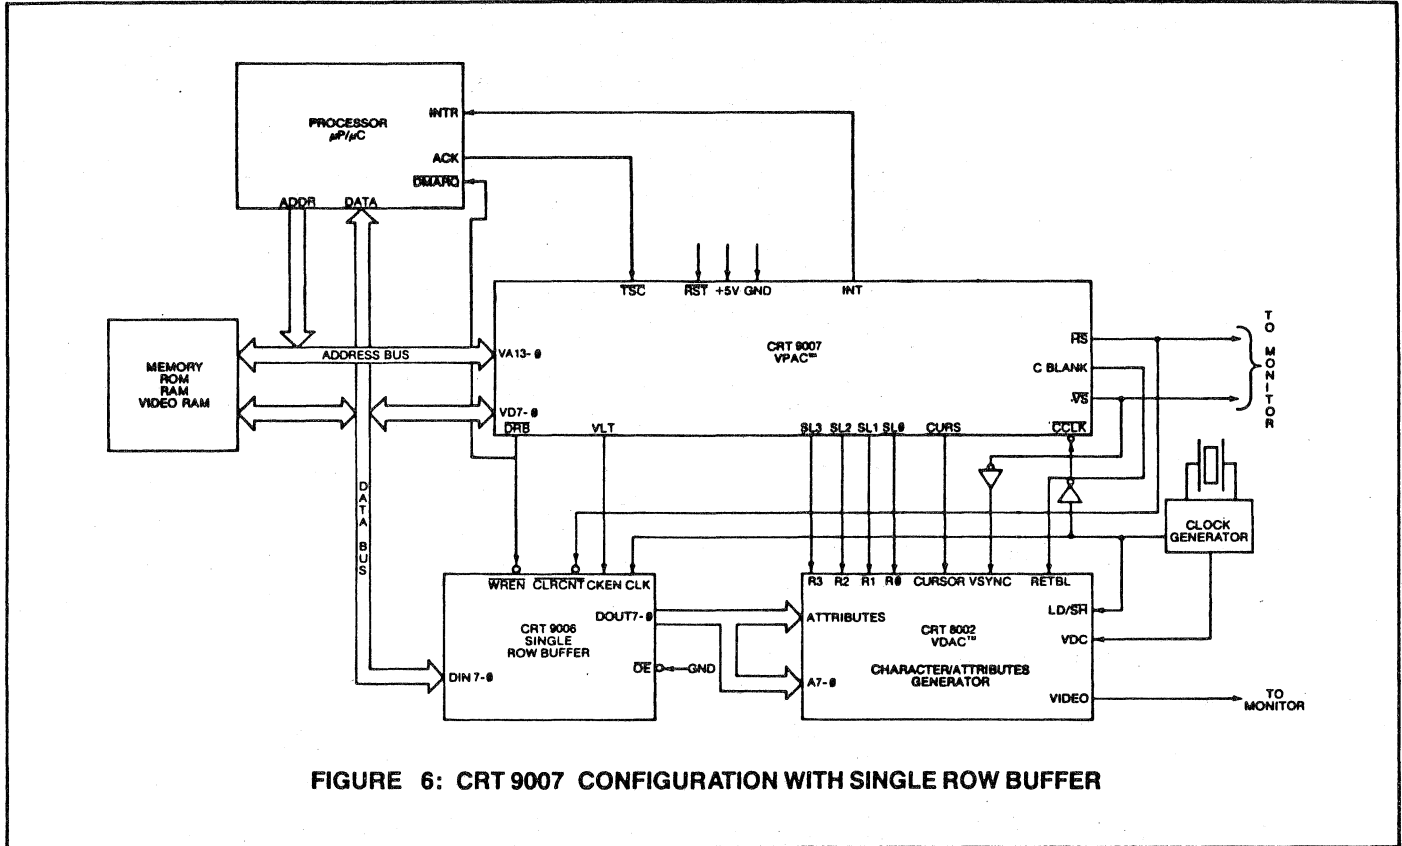 PROCESSOR
µP/µC
INTR
ACK
DMARQ
ADDR DATA
TSC RST +5V GND INT
MEMORY
ROM
RAM
VIDEO RAM
ADDRESS BUS
VA13-0
VD7-0
CRT 9007
VPAC™
HS
C BLANK
VS
TO MONITOR
DRB VLT SL3 SL2 SL1 SL0 CURS CCLK
DATA BUS
CLOCK
GENERATOR
WREN CLRCNT CKEN CLK
DOUT7-0
CRT 9006
SINGLE
ROW BUFFER
OE
GND
DIN 7-0
R3 R2 R1 R0 CURSOR VSYNC RETBL
LD/SH
ATTRIBUTES
CRT 8002
VDAC™
VDC
CHARACTER/ATTRIBUTES
GENERATOR
A7-0
VIDEO
TO
MONITOR
FIGURE 6: CRT 9007 CONFIGURATION WITH SINGLE ROW BUFFER